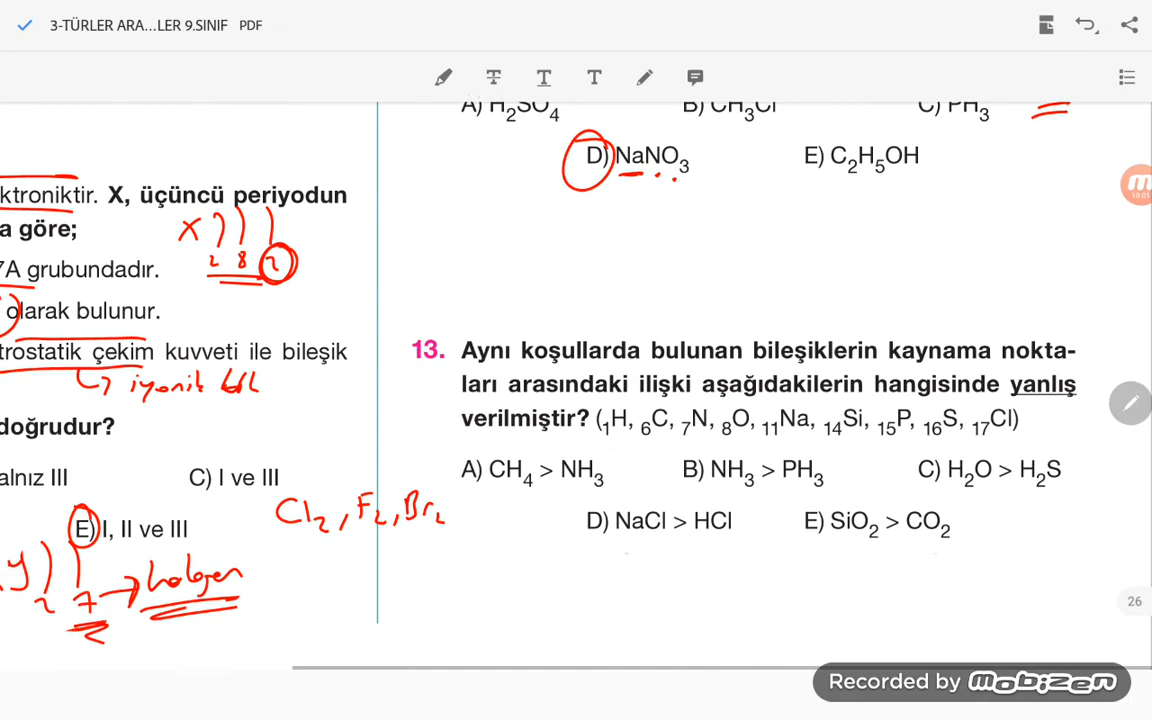 3-TÜRLER ARA...LER 9.SINIF PDF
A) H₂SO₄ B) CH₃Cl C) PH₃
D) NaNO₃ E) C₂H₅OH
ktroniktir. X, üçüncü periyodun
a göre;
X 2 8 2
7A grubundadır.
olarak bulunur.
trostatik çekim kuvveti ile bileşik
iyonik
doğrudur?
alnız III C) I ve III
E) I, II ve III
Cl₂, F₂, Br₂
y 2 7 → halojen
13. Aynı koşullarda bulunan bileşiklerin kaynama nokta-
ları arasındaki ilişki aşağıdakilerin hangisinde yanlış
verilmiştir? (₁H, ₆C, ₇N, ₈O, ₁₁Na, ₁₄Si, ₁₅P, ₁₆S, ₁₇Cl)
A) CH₄ > NH₃ B) NH₃ > PH₃ C) H₂O > H₂S
D) NaCl > HCl E) SiO₂ > CO₂
26
Recorded by mobizen